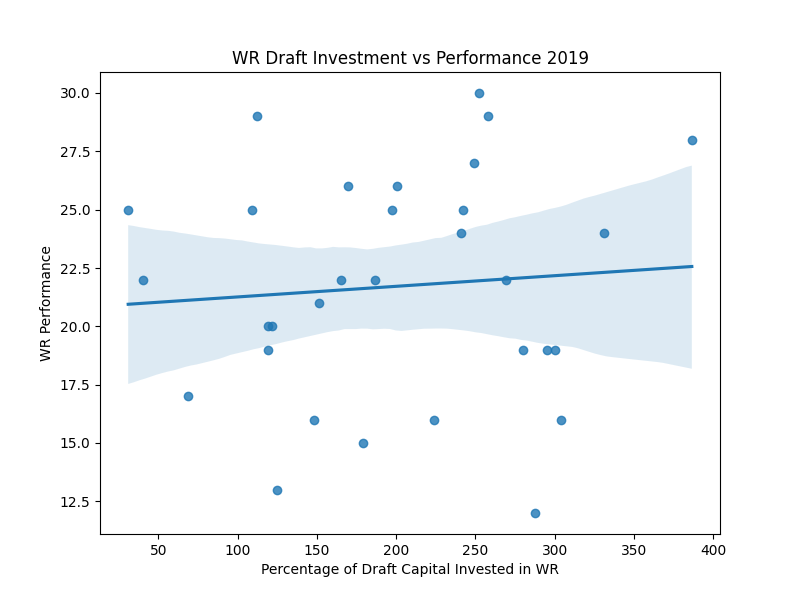 WR Draft Investment vs Performance 2019
30.0
27.5
25.0
22.5
20.0
17.5
15.0
12.5
WR Performance
50 100 150 200 250 300 350 400
Percentage of Draft Capital Invested in WR